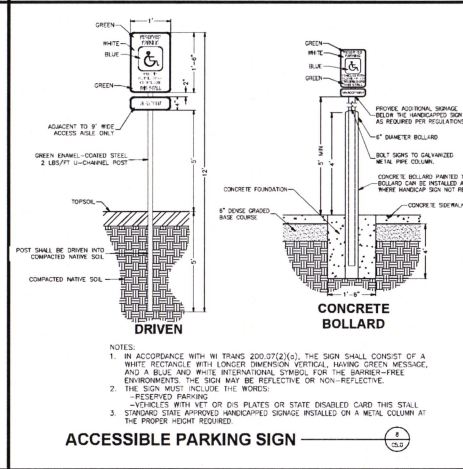 1'
GREEN
WHITE
BLUE
GREEN
RESERVED
PARKING
1'-6"
2"
ADJACENT TO 9' WIDE
ACCESS AISLE ONLY
GREEN ENAMEL-COATED STEEL
2 LBS/FT U-CHANNEL POST
5'
12'
TOPSOIL
POST SHALL BE DRIVEN INTO
COMPACTED NATIVE SOIL
5'
COMPACTED NATIVE SOIL
DRIVEN
GREEN
WHITE
BLUE
GREEN
RESERVED
PARKING
PROVIDE ADDITIONAL SIGNAGE
BELOW THE HANDICAPPED SIGN
AS REQUIRED PER REGULATIONS
6" DIAMETER BOLLARD
BOLT SIGNS TO GALVANIZED
METAL PIPE COLUMN.
5' MIN
4'
CONCRETE BOLLARD PAINTED
BOLLARD CAN BE INSTALLED
WHERE HANDICAP SIGN NOT
CONCRETE FOUNDATION
CONCRETE
6" DENSE GRADED
BASE COURSE
4'
1'-6"
CONCRETE
BOLLARD
NOTES:
1. IN ACCORDANCE WITH WI TRANS 200.07(2)(a), THE SIGN SHALL CONSIST OF A
WHITE RECTANGLE WITH LONGER DIMENSION VERTICAL, HAVING GREEN MESSAGE,
AND A BLUE AND WHITE INTERNATIONAL SYMBOL FOR THE BARRIER-FREE
ENVIRONMENTS. THE SIGN MAY BE REFLECTIVE OR NON-REFLECTIVE.
2. THE SIGN MUST INCLUDE THE WORDS:
-RESERVED PARKING
-VEHICLES WITH VET OR DIS PLATES OR STATE DISABLED CARD THIS STALL
3. STANDARD STATE APPROVED HANDICAPPED SIGNAGE INSTALLED ON A METAL COLUMN AT
THE PROPER HEIGHT REQUIRED.
ACCESSIBLE PARKING SIGN
8
C5.0